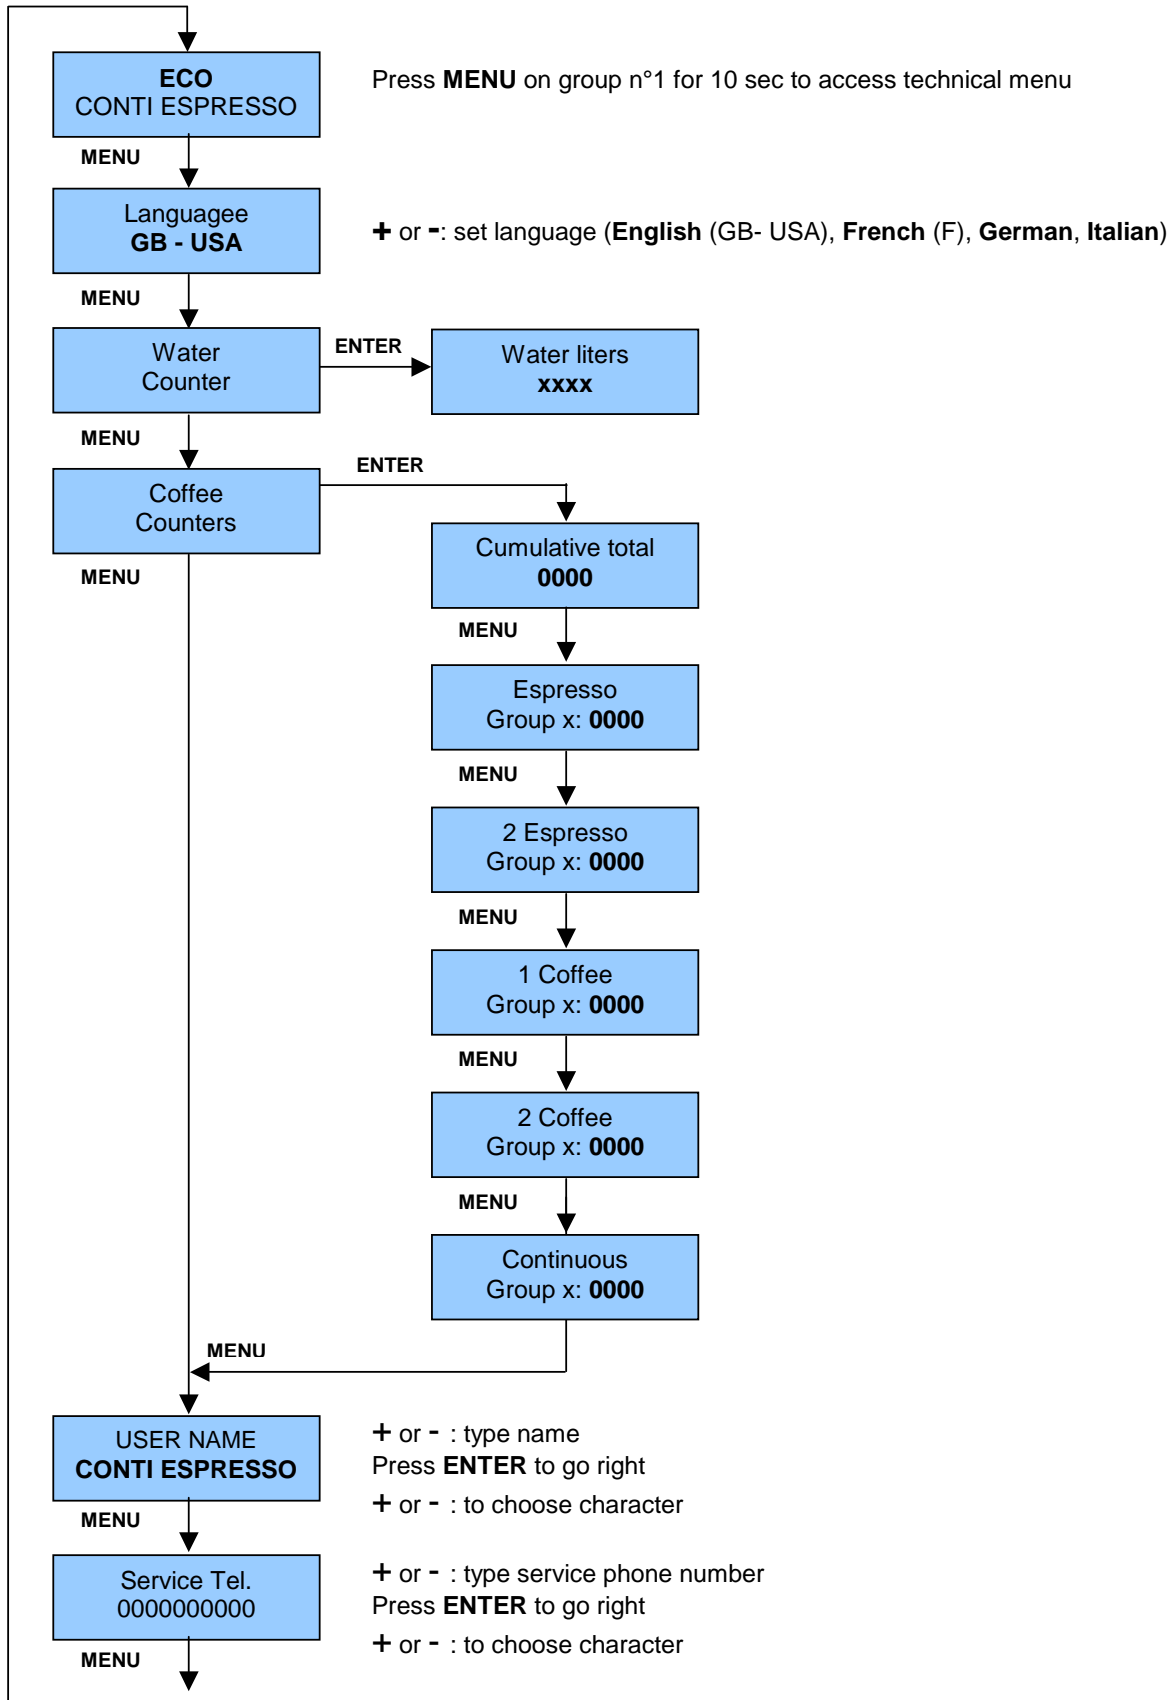 ECO
CONTI ESPRESSO
Press MENU on group n°1 for 10 sec to access technical menu
MENU
Languagee
GB - USA
+ or -: set language (English (GB- USA), French (F), German, Italian)
MENU
Water
Counter
ENTER
Water liters
xxxx
MENU
Coffee
Counters
ENTER
Cumulative total
0000
MENU
MENU
Espresso
Group x: 0000
MENU
2 Espresso
Group x: 0000
MENU
1 Coffee
Group x: 0000
MENU
2 Coffee
Group x: 0000
MENU
Continuous
Group x: 0000
MENU
USER NAME
CONTI ESPRESSO
+ or - : type name
Press ENTER to go right
+ or - : to choose character
MENU
Service Tel.
0000000000
+ or - : type service phone number
Press ENTER to go right
+ or - : to choose character
MENU